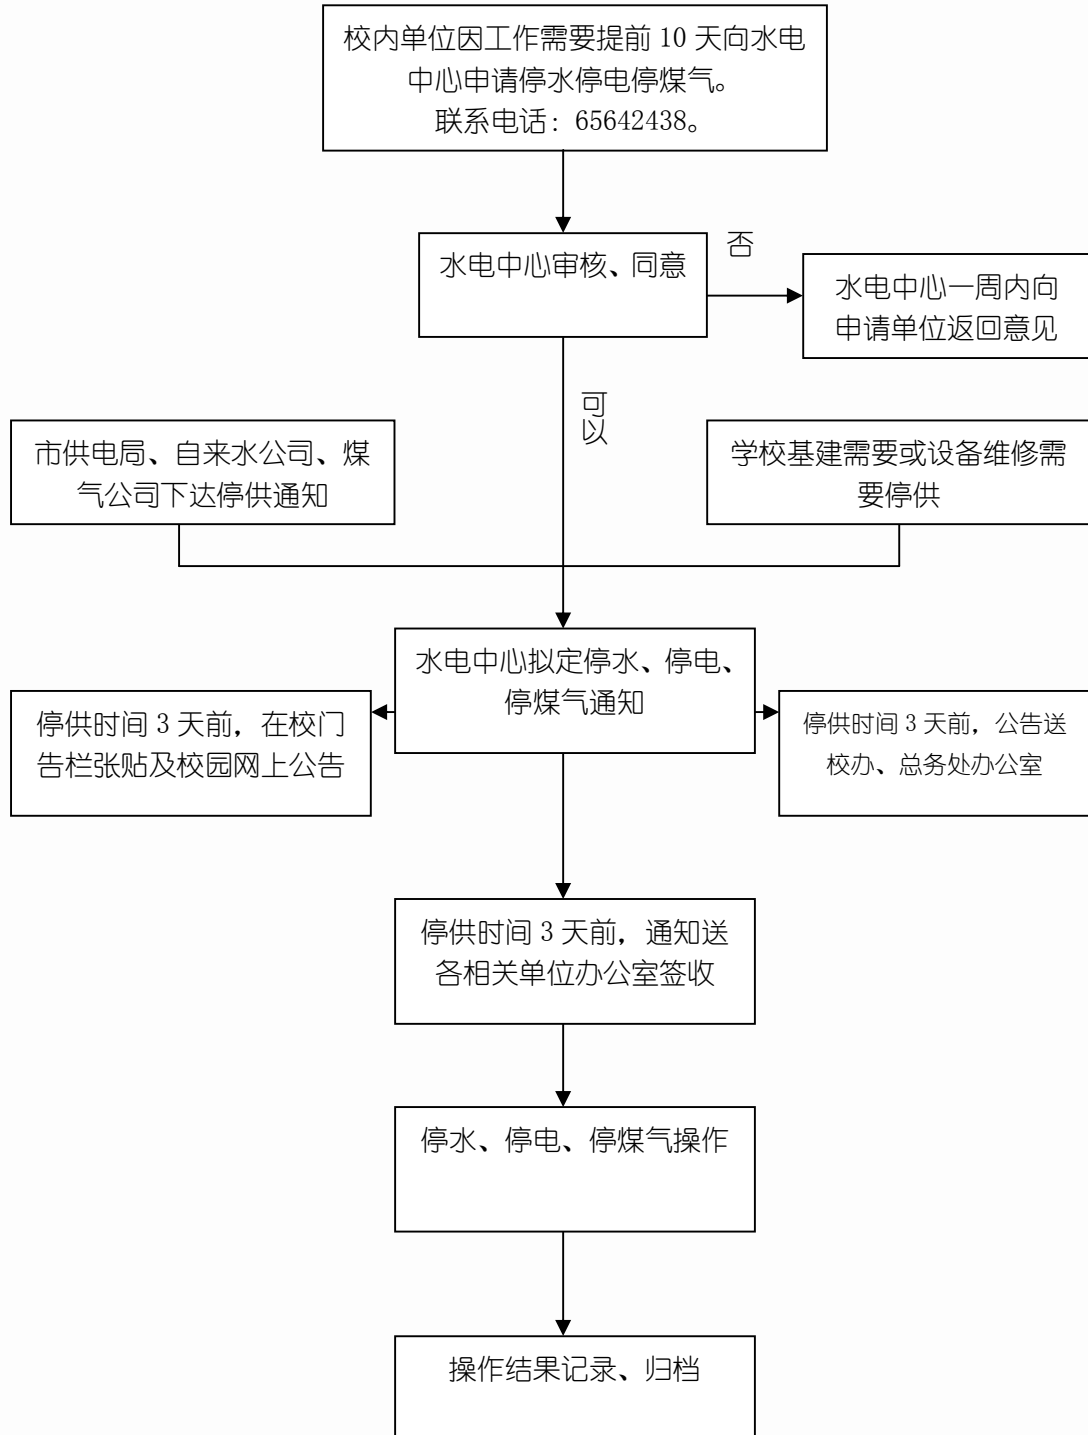 校内单位因工作需要提前 10 天向水电
中心申请停水停电停煤气。
联系电话：65642438。
水电中心审核、同意
否
水电中心一周内向
申请单位返回意见
可以
市供电局、自来水公司、煤
气公司下达停供通知
学校基建需要或设备维修需
要停供
水电中心拟定停水、停电、
停煤气通知
停供时间 3 天前，在校门
告栏张贴及校园网上公告
停供时间 3 天前，公告送
校办、总务处办公室
停供时间 3 天前，通知送
各相关单位办公室签收
停水、停电、停煤气操作
操作结果记录、归档